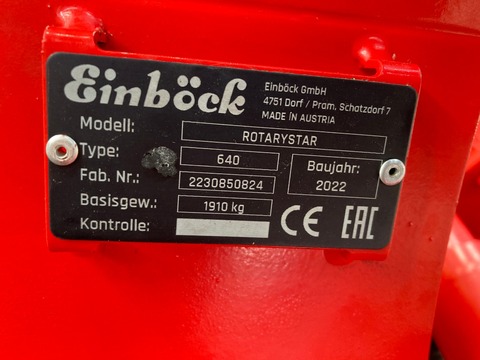 Einböck
Einböck GmbH
4751 Dorf / Pram, Schatzdorf 7
MADE IN AUSTRIA
Modell: ROTARYSTAR
Type: 640
Baujahr: 2022
Fab. Nr.: 2230850824
Basisgew.: 1910 kg
Kontrolle:
CE EAC